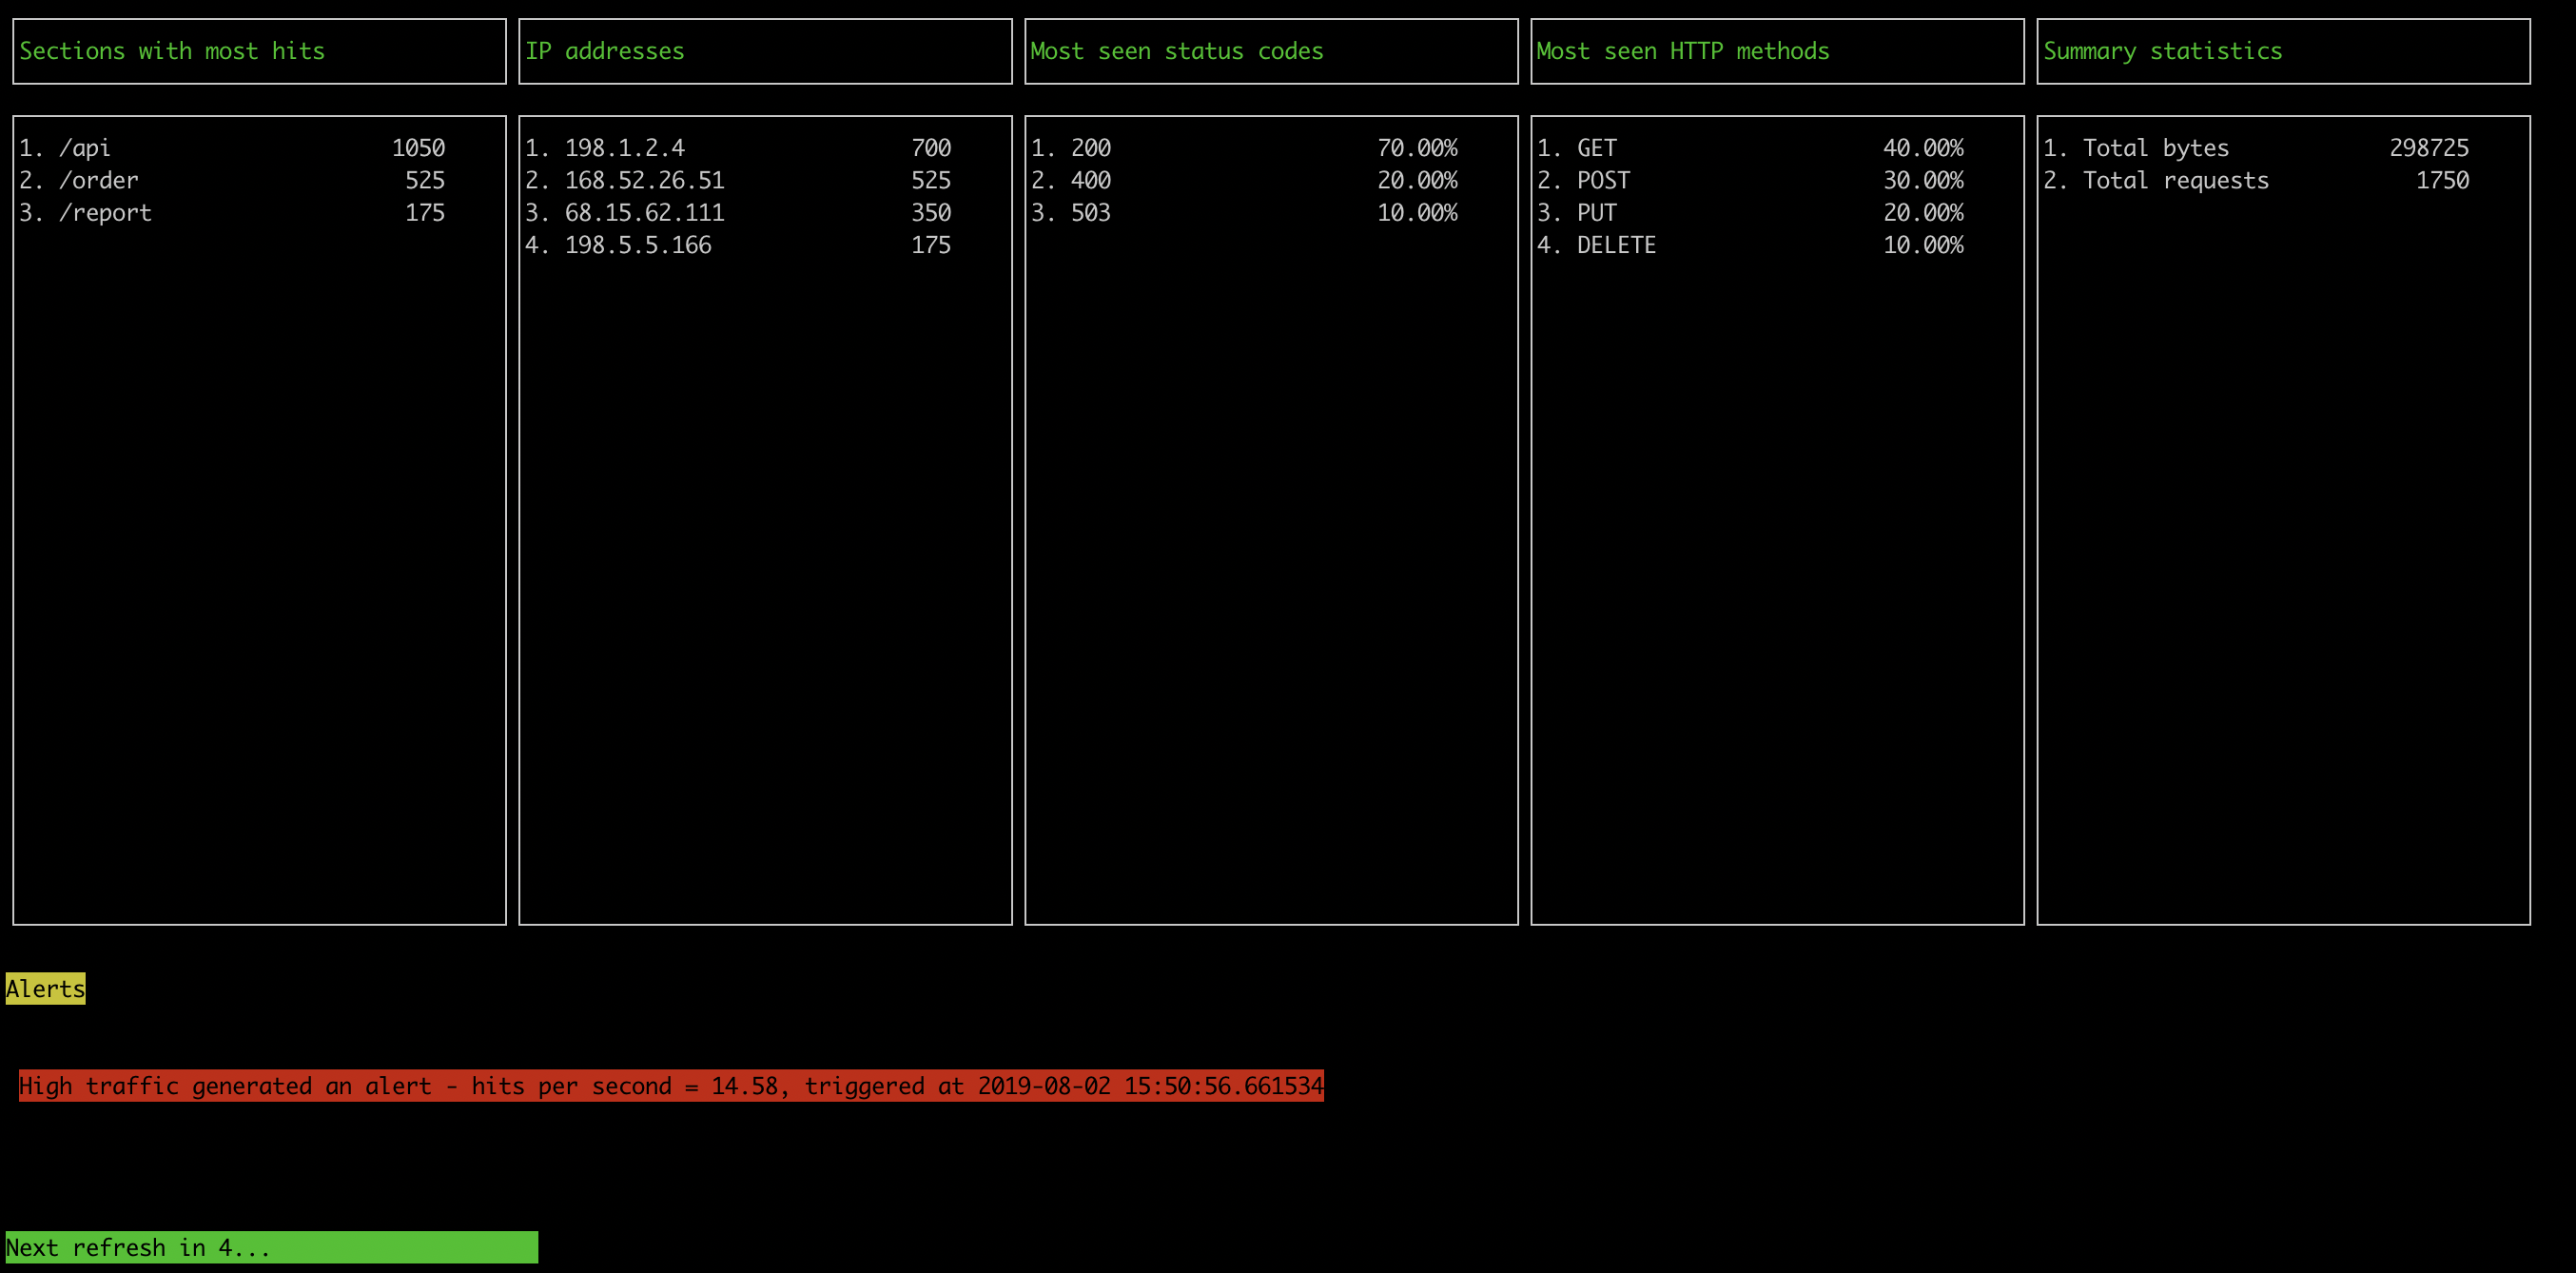 Sections with most hits
1. /api 1050
2. /order 525
3. /report 175
IP addresses
1. 198.1.2.4 700
2. 168.52.26.51 525
3. 68.15.62.111 350
4. 198.5.5.166 175
Most seen status codes
1. 200 70.00%
2. 400 20.00%
3. 503 10.00%
Most seen HTTP methods
1. GET 40.00%
2. POST 30.00%
3. PUT 20.00%
4. DELETE 10.00%
Summary statistics
1. Total bytes 298725
2. Total requests 1750
Alerts
High traffic generated an alert - hits per second = 14.58, triggered at 2019-08-02 15:50:56.661534
Next refresh in 4...